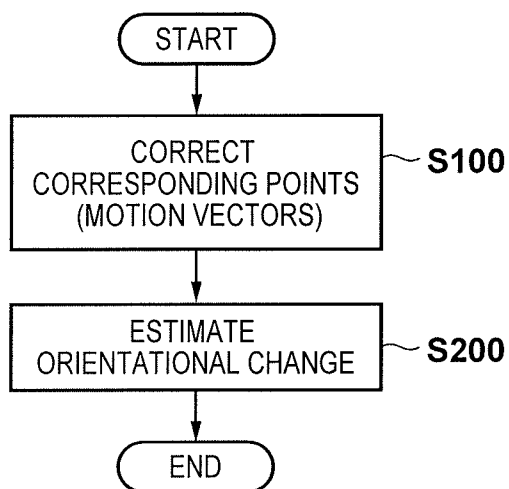 START
CORRECT
CORRESPONDING POINTS
(MOTION VECTORS)
S100
ESTIMATE
ORIENTATIONAL CHANGE
S200
END